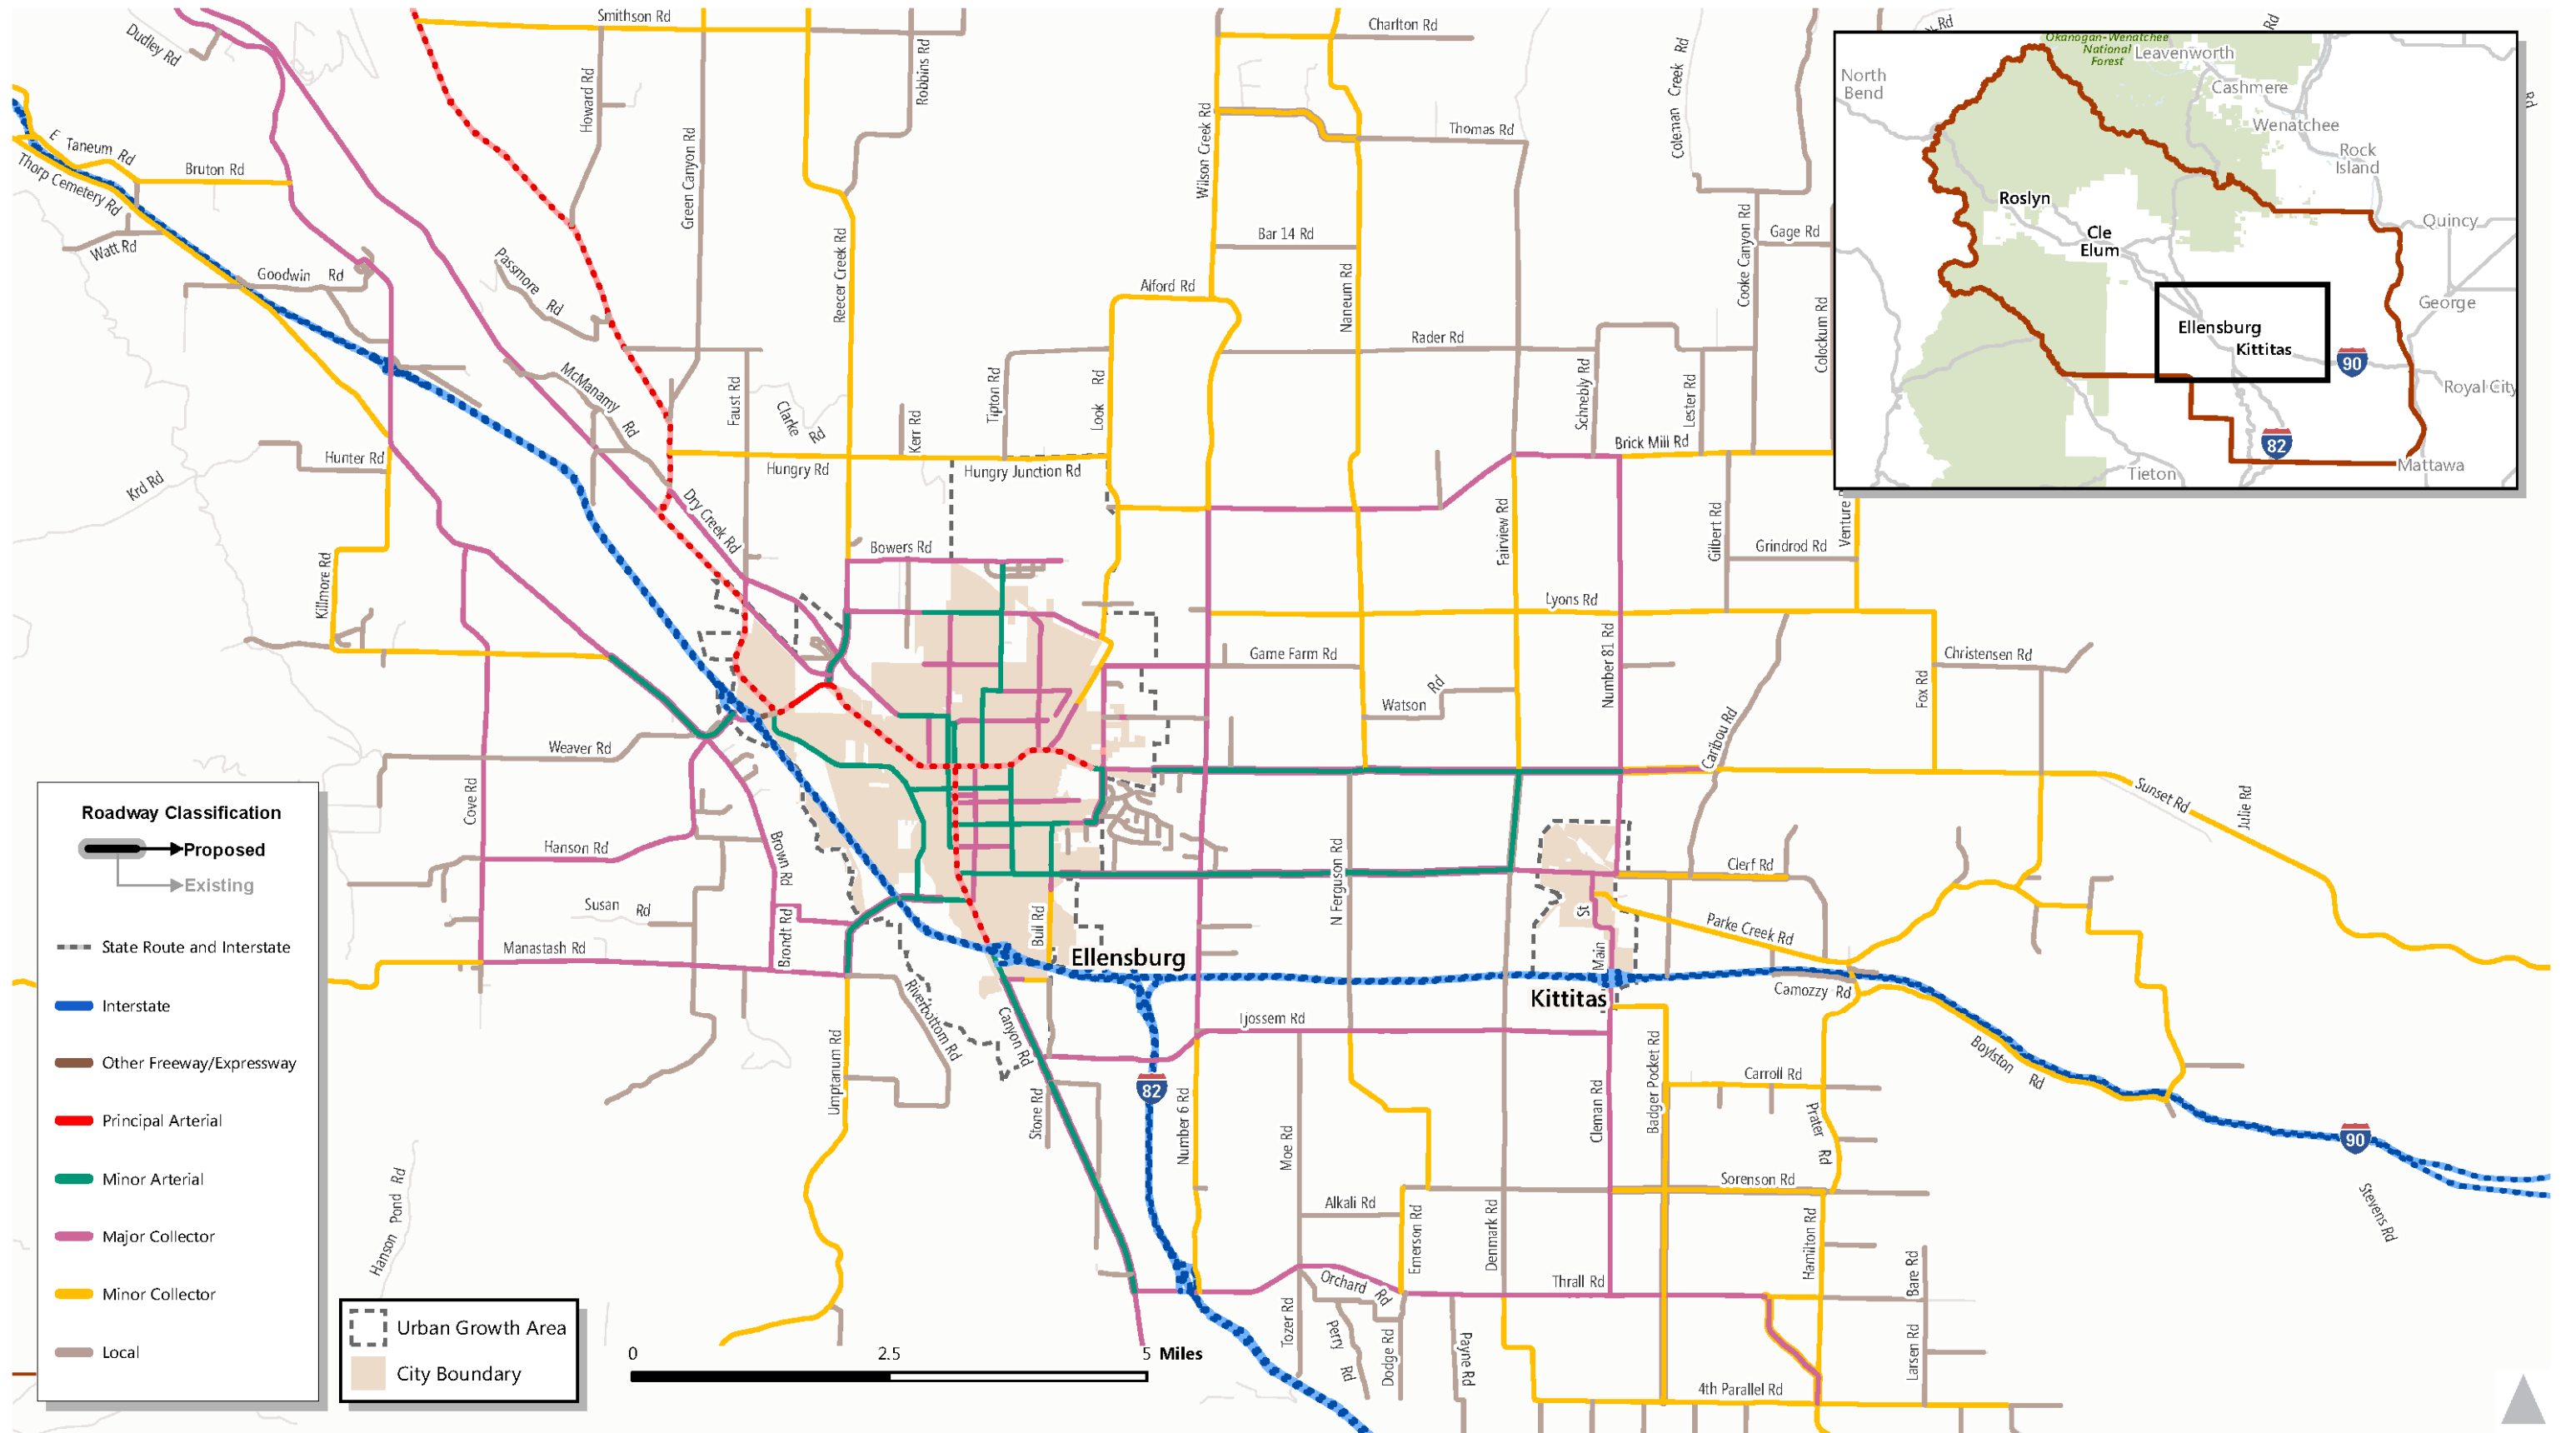 Smithson Rd
Charlton Rd
Dudley Rd
Howard Rd
Robbins Rd
Green Canyon Rd
Coleman Creek Rd
Rd
Rd
Rd
E Taneum Rd
Bruton Rd
Thorp Cemetery Rd
Watt Rd
Goodwin Rd
Passmore Rd
Wilson Creek Rd
Thomas Rd
Bar 14 Rd
Gage Rd
Cooke Canyon Rd
Colockum Rd
Reecer Creek Rd
Naneum Rd
Alford Rd
Rader Rd
McManamy Rd
Faust Rd
Clarke Rd
Kerr Rd
Tipton Rd
Look Rd
Schnebly Rd
Lester Rd
Brick Mill Rd
Hungry Rd
Hungry Junction Rd
Hunter Rd
Krd Rd
Dry Creek Rd
Bowers Rd
Fairview Rd
Gilbert Rd
Grindrod Rd
Venture
Killmore Rd
Lyons Rd
Game Farm Rd
Number 81 Rd
Christensen Rd
Fox Rd
Watson Rd
Caribou Rd
Weaver Rd
Cove Rd
Sunset Rd
Julie Rd
Hanson Rd
Brown Rd
N Ferguson Rd
Clerf Rd
Susan Rd
Brondt Rd
Bull Rd
St
Main
Parke Creek Rd
Manastash Rd
Ellensburg
Kittitas
Camozzy Rd
Riverbottom Rd
Canyon Rd
Tjossem Rd
Umptanum Rd
Stone Rd
82
Number 6 Rd
Moe Rd
Cleman Rd
Badger Pocket Rd
Carroll Rd
Prater Rd
Boylston Rd
90
Hanson Pond Rd
Alkali Rd
Emerson Rd
Denmark Rd
Sorenson Rd
Hamilton Rd
Stevens Rd
Orchard Rd
Thrall Rd
Bare Rd
Tozer Rd
Perry Rd
Dodge Rd
Payne Rd
Larsen Rd
4th Parallel Rd
Okanogan-Wenatchee
National
Forest
Leavenworth
North
Bend
Cashmere
Wenatchee
Rock
Island
Roslyn
Cle
Elum
Quincy
George
Ellensburg
Kittitas
90
Royal City
82
Tieton
Mattawa
Roadway Classification
Proposed
Existing
State Route and Interstate
Interstate
Other Freeway/Expressway
Principal Arterial
Minor Arterial
Major Collector
Minor Collector
Local
Urban Growth Area
City Boundary
0 2.5 5 Miles